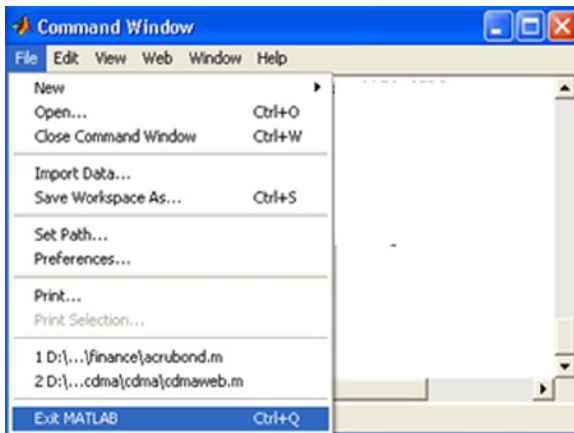 Command Window
File Edit View Web Window Help
New
Open... Ctrl+O
Close Command Window Ctrl+W
Import Data...
Save Workspace As... Ctrl+S
Set Path...
Preferences...
Print...
Print Selection...
1 D:\...\finance\acrubond.m
2 D:\...cdma\cdma\cdmaweb.m
Exit MATLAB Ctrl+Q